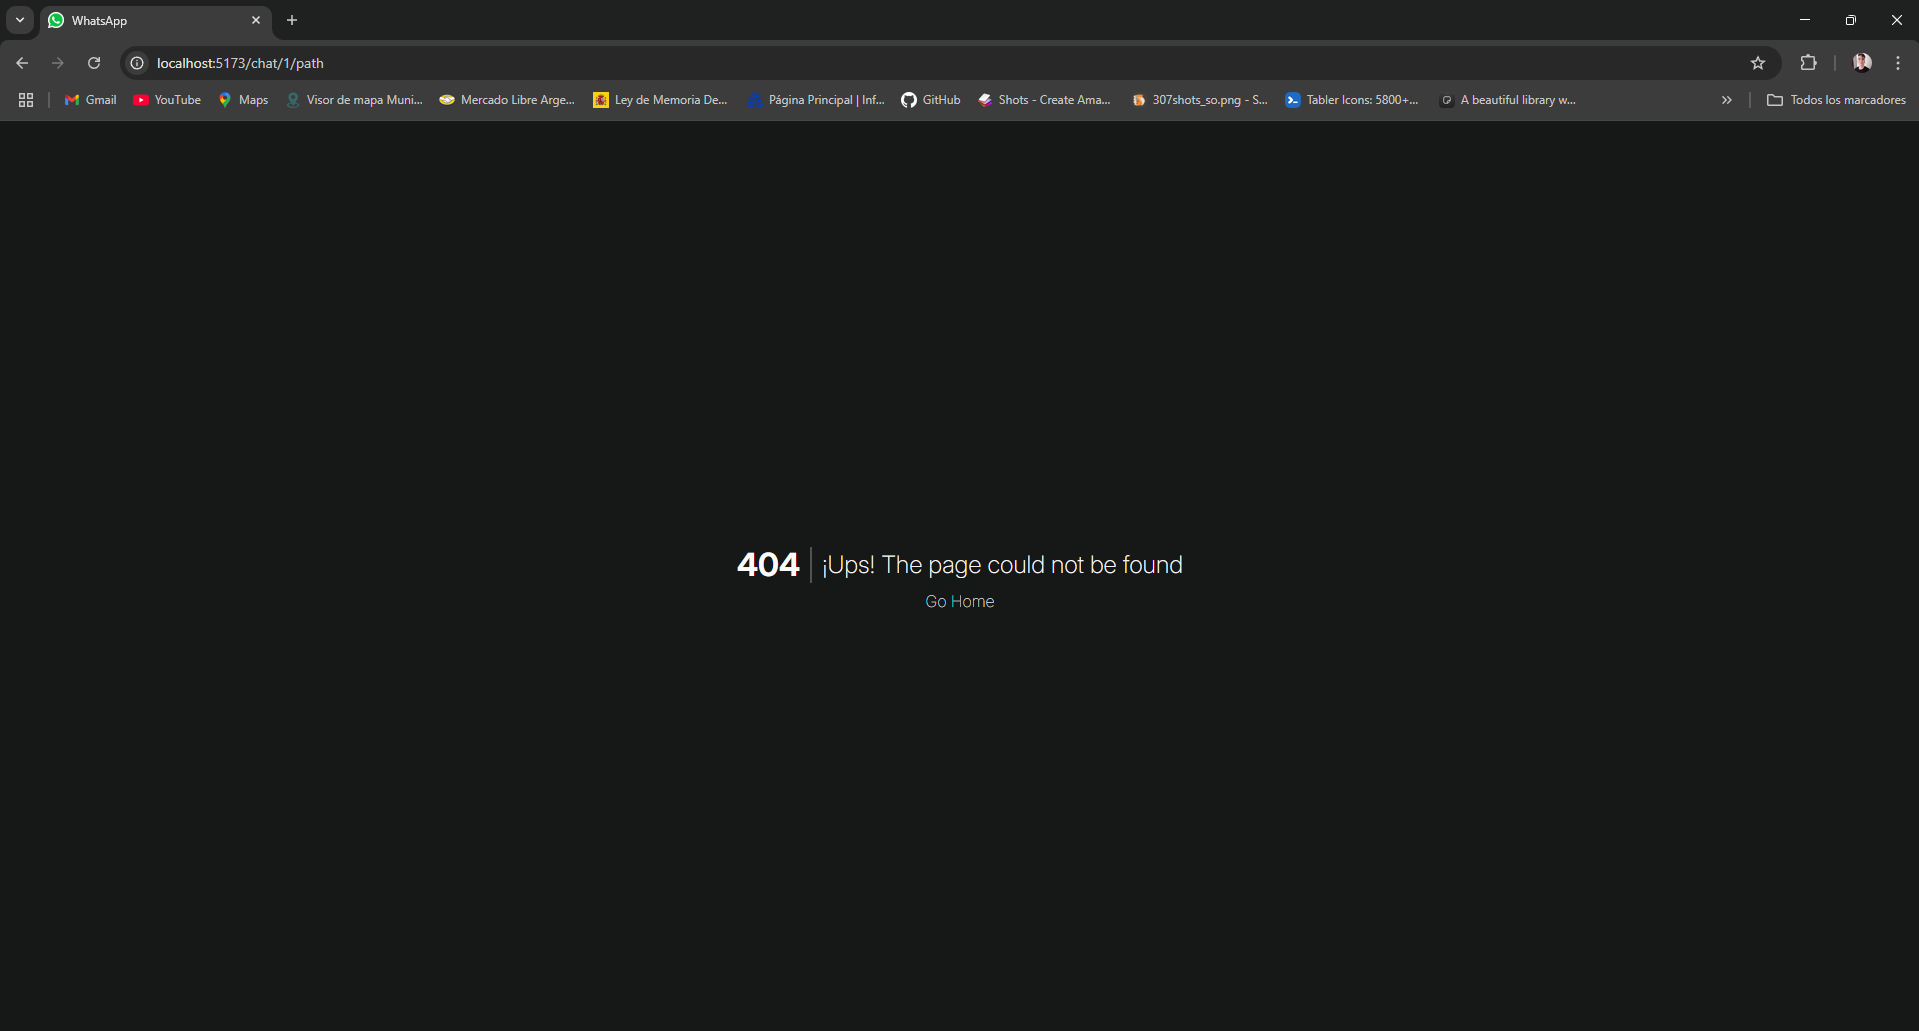 WhatsApp
localhost:5173/chat/1/path
Gmail YouTube Maps Visor de mapa Muni... Mercado Libre Arge... Ley de Memoria De... Página Principal | Inf... GitHub Shots - Create Ama... 307shots_so.png - S... Tabler Icons: 5800+... A beautiful library w... Todos los marcadores
404 ¡Ups! The page could not be found
Go Home